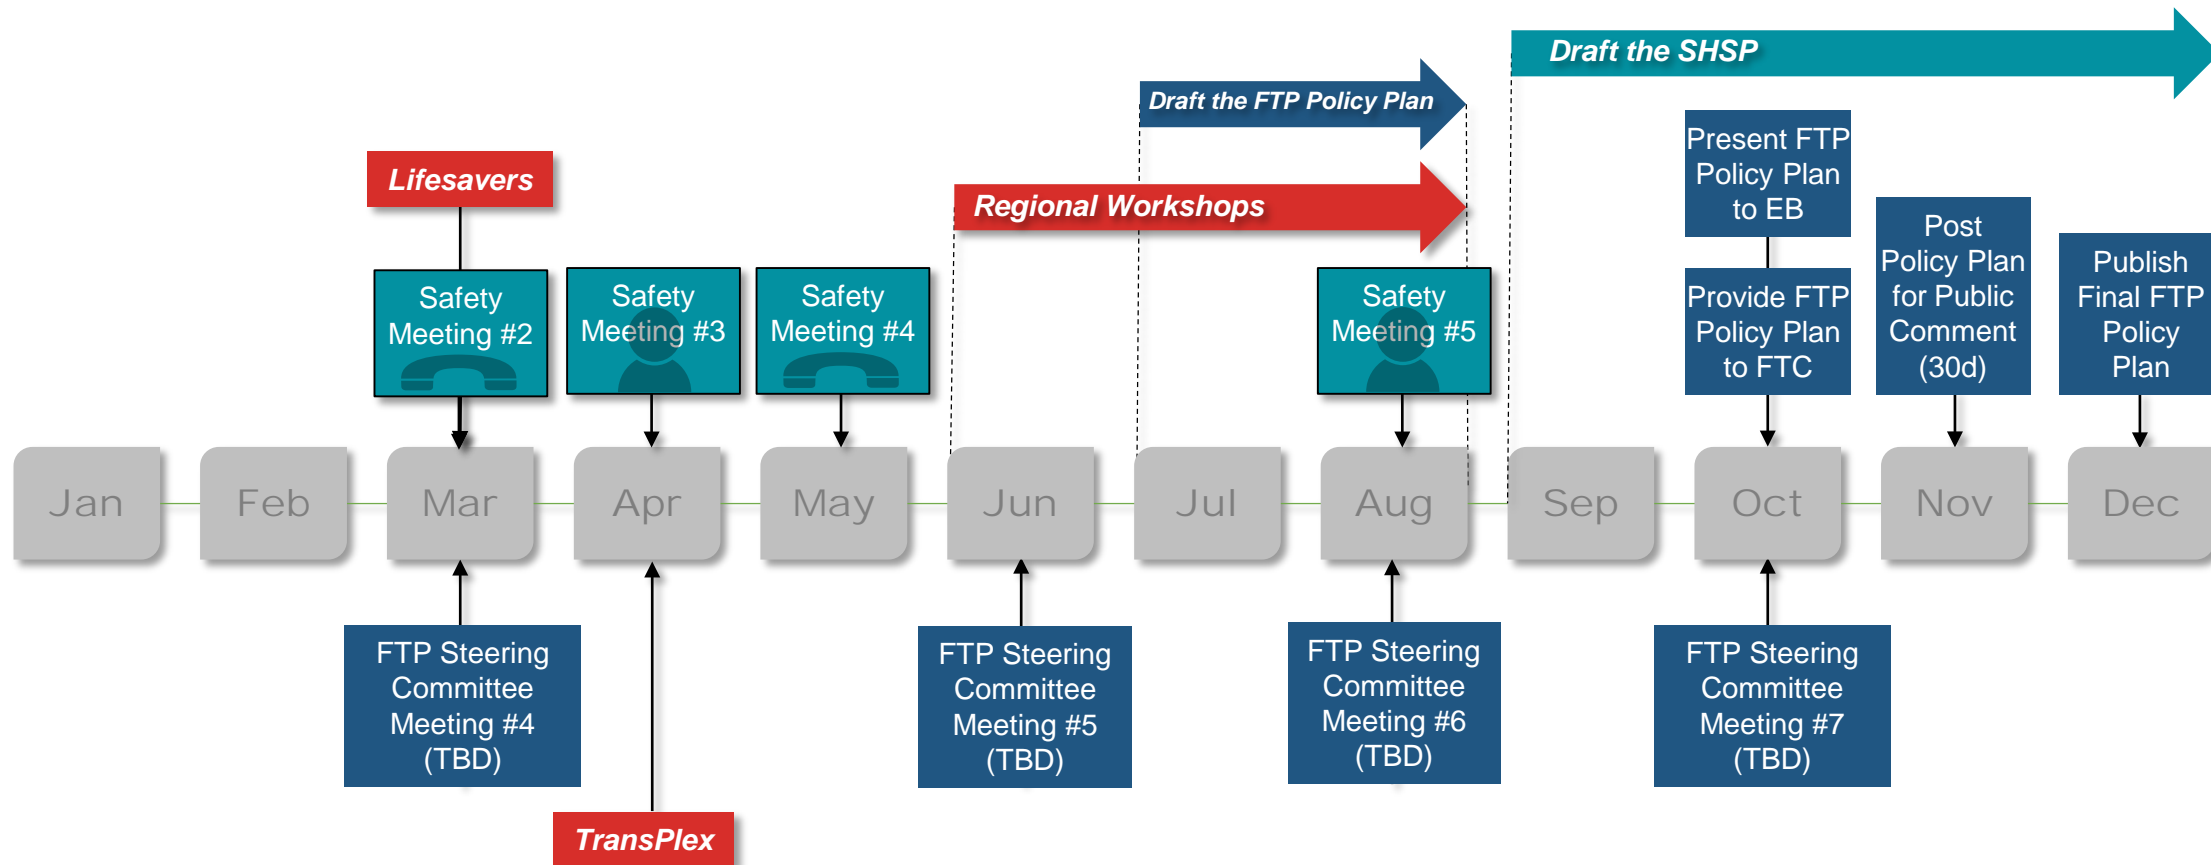 Draft the SHSP
Draft the FTP Policy Plan
Regional Workshops
Lifesavers
Safety
Meeting #2
Safety
Meeting #3
Safety
Meeting #4
Safety
Meeting #5
Present FTP
Policy Plan
to EB
Provide FTP
Policy Plan
to FTC
Post
Policy Plan
for Public
Comment
(30d)
Publish
Final FTP
Policy
Plan
Jan
Feb
Mar
Apr
May
Jun
Jul
Aug
Sep
Oct
Nov
Dec
FTP Steering
Committee
Meeting #4
(TBD)
FTP Steering
Committee
Meeting #5
(TBD)
FTP Steering
Committee
Meeting #6
(TBD)
FTP Steering
Committee
Meeting #7
(TBD)
TransPlex